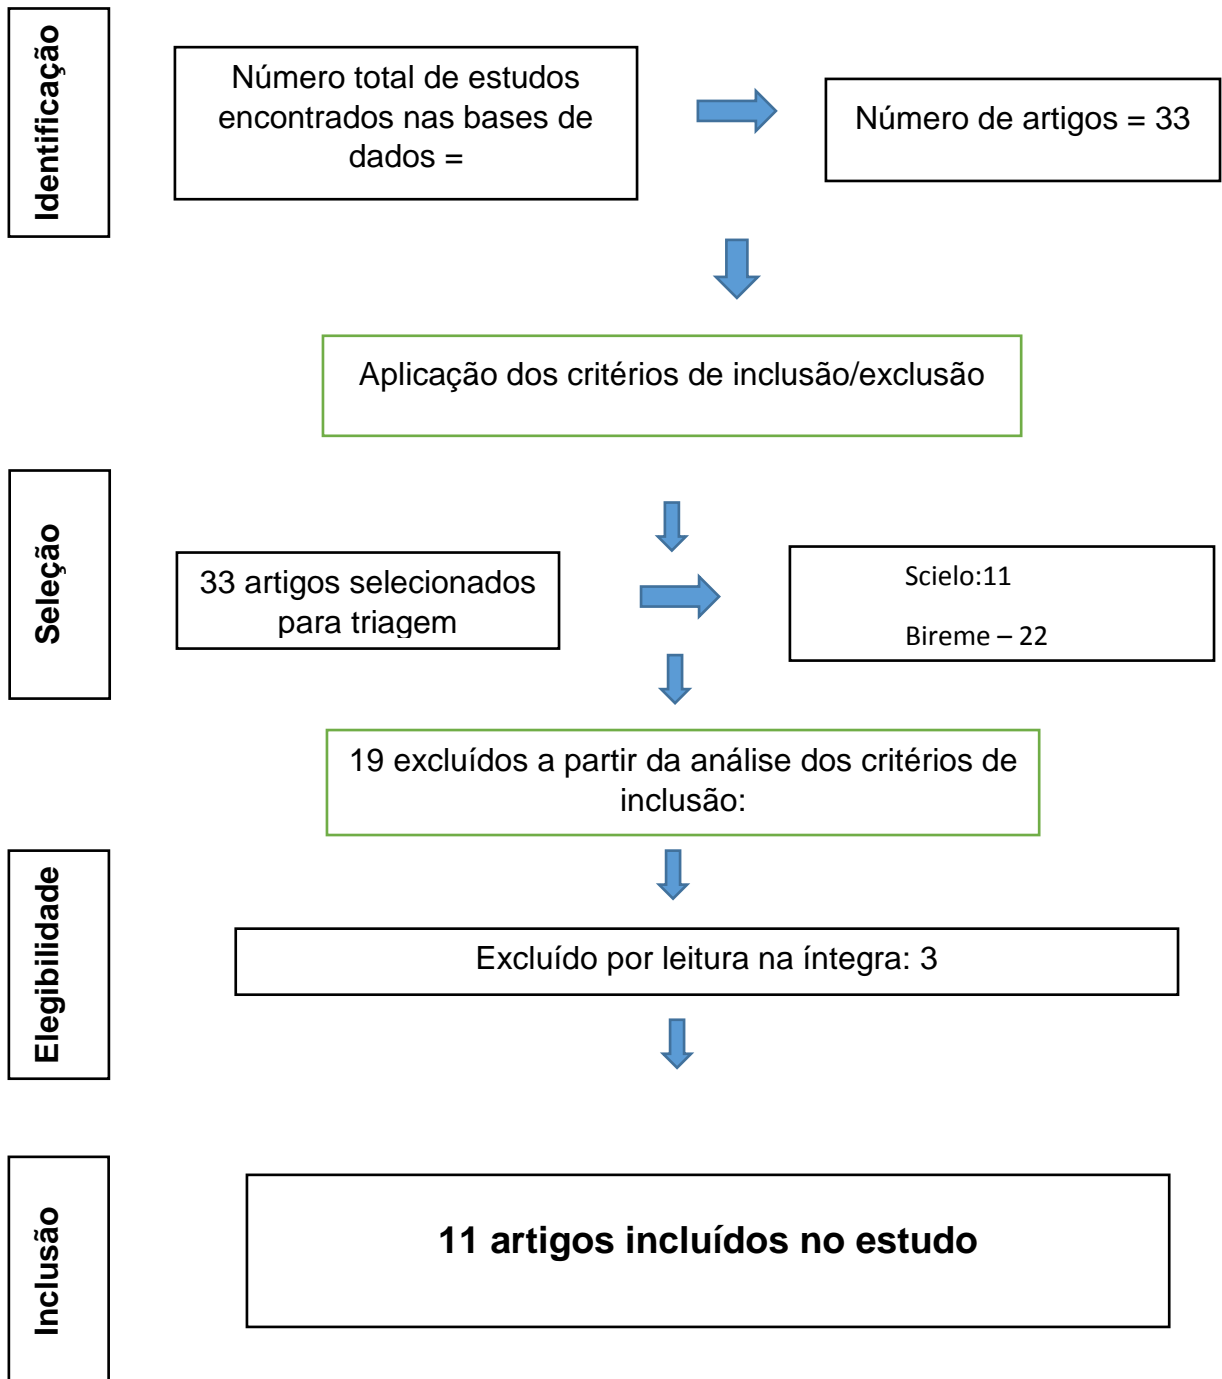 Identificação
Número total de estudos
encontrados nas bases de
dados =
Número de artigos = 33
Aplicação dos critérios de inclusão/exclusão
Seleção
33 artigos selecionados
para triagem
Scielo:11
Bireme – 22
19 excluídos a partir da análise dos critérios de
inclusão:
Elegibilidade
Excluído por leitura na íntegra: 3
Inclusão
11 artigos incluídos no estudo